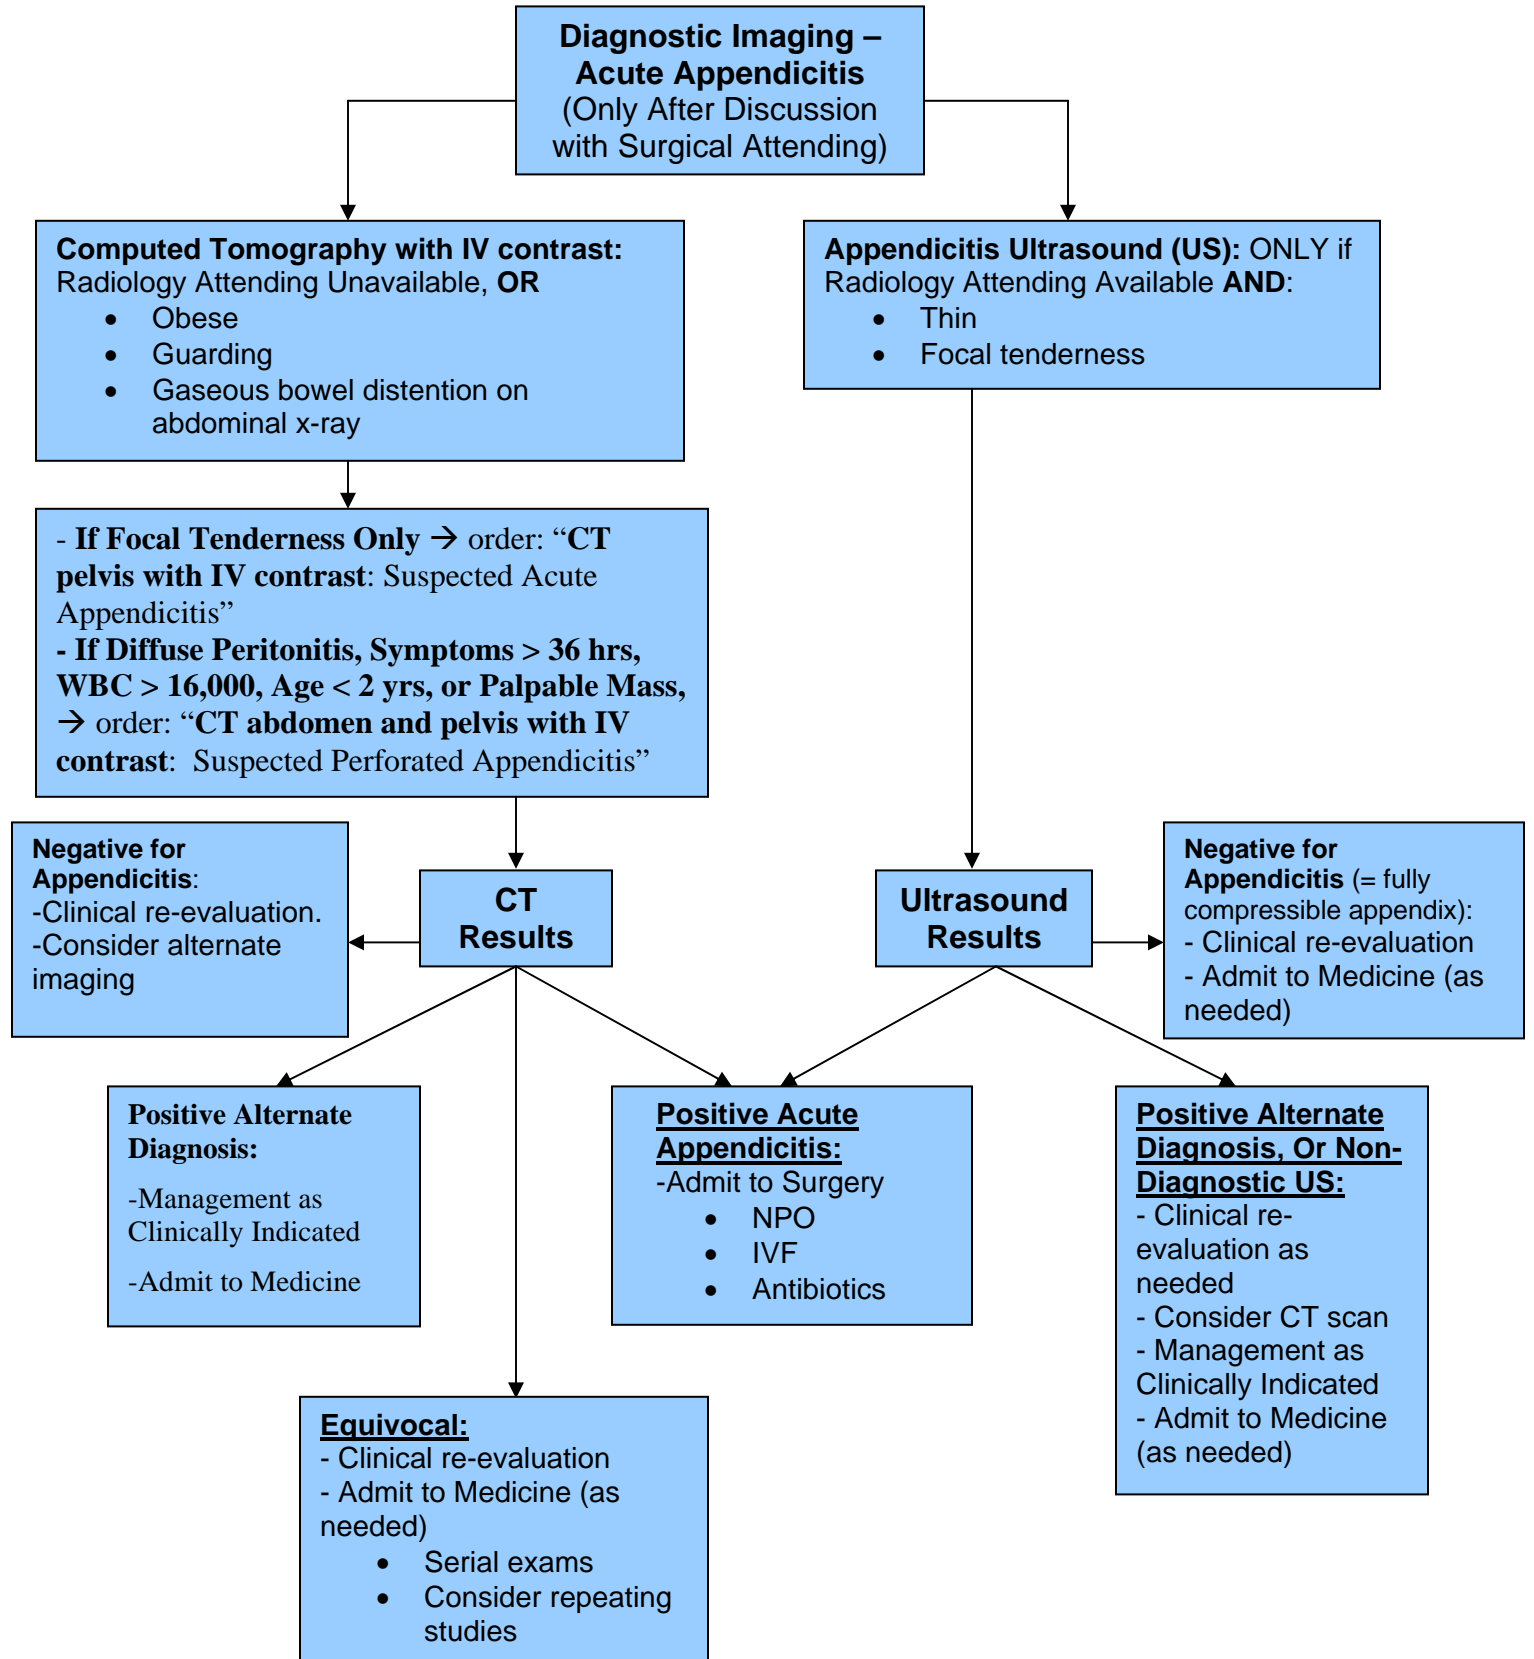 Diagnostic Imaging –
Acute Appendicitis
(Only After Discussion
with Surgical Attending)
Computed Tomography with IV contrast:
Radiology Attending Unavailable, OR
• Obese
• Guarding
• Gaseous bowel distention on
abdominal x-ray
Appendicitis Ultrasound (US): ONLY if
Radiology Attending Available AND:
• Thin
• Focal tenderness
- If Focal Tenderness Only → order: “CT
pelvis with IV contrast: Suspected Acute
Appendicitis”
- If Diffuse Peritonitis, Symptoms > 36 hrs,
WBC > 16,000, Age < 2 yrs, or Palpable Mass,
→ order: “CT abdomen and pelvis with IV
contrast:  Suspected Perforated Appendicitis”
Negative for
Appendicitis:
-Clinical re-evaluation.
-Consider alternate
imaging
CT
Results
Ultrasound
Results
Negative for
Appendicitis (= fully
compressible appendix):
- Clinical re-evaluation
- Admit to Medicine (as
needed)
Positive Alternate
Diagnosis:
-Management as
Clinically Indicated
-Admit to Medicine
Positive Acute
Appendicitis:
-Admit to Surgery
• NPO
• IVF
• Antibiotics
Positive Alternate
Diagnosis, Or Non-
Diagnostic US:
- Clinical re-
evaluation as
needed
- Consider CT scan
- Management as
Clinically Indicated
- Admit to Medicine
(as needed)
Equivocal:
- Clinical re-evaluation
- Admit to Medicine (as
needed)
• Serial exams
• Consider repeating
studies